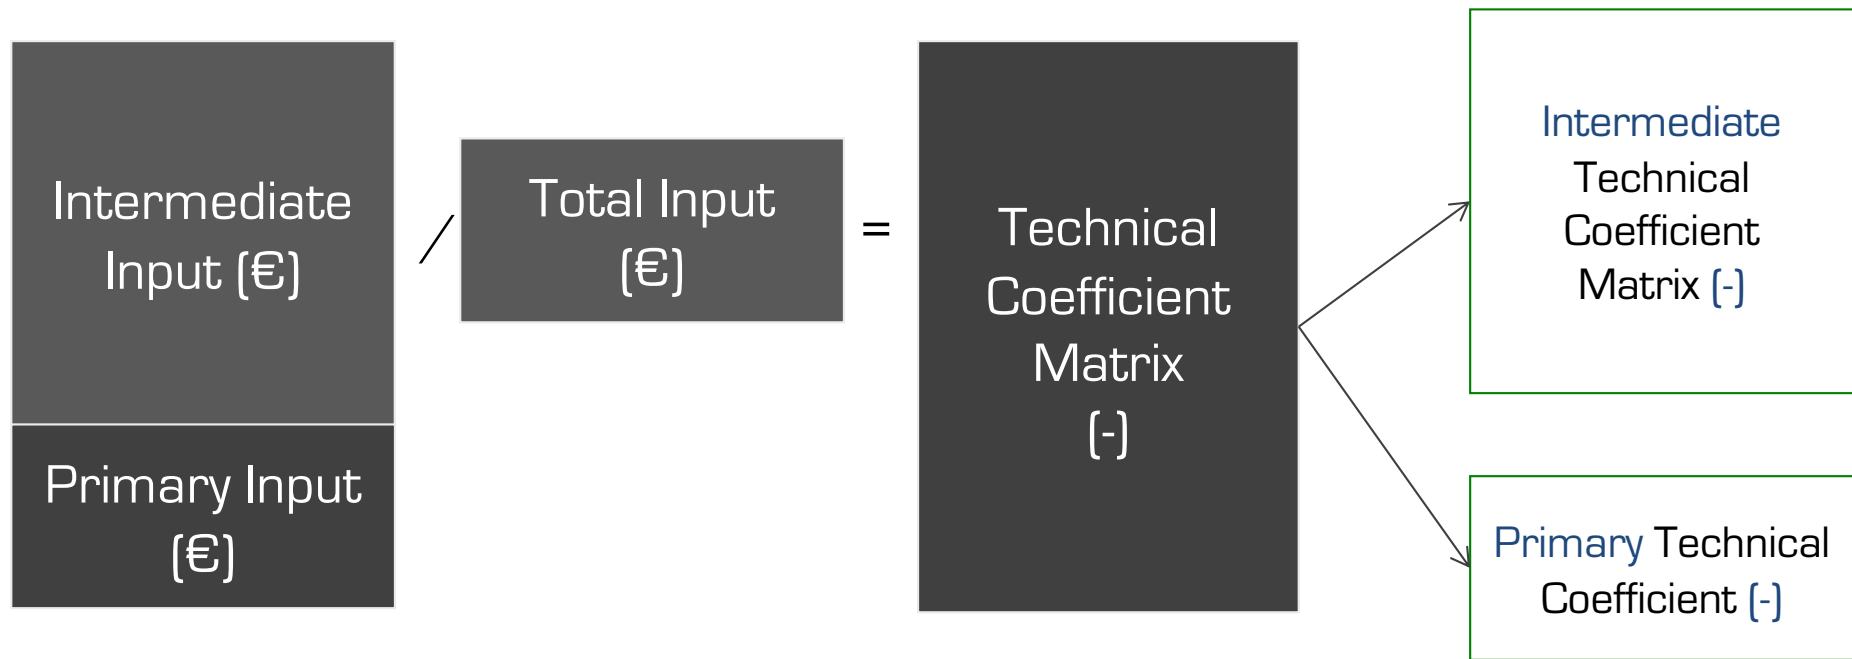 Intermediate
Input (€)
Primary Input
(€)
/
Total Input
(€)
=
Technical
Coefficient
Matrix
(-)
Intermediate
Technical
Coefficient
Matrix (-)
Primary Technical
Coefficient (-)